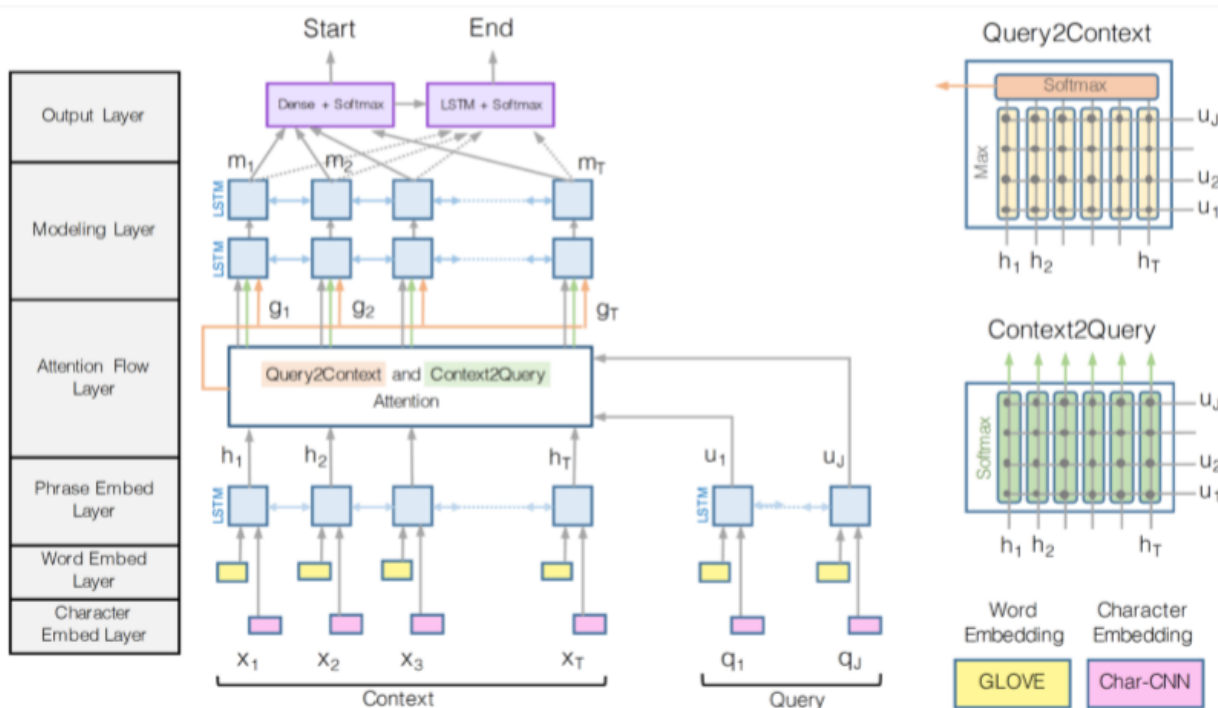 Start End
Output Layer
Dense + Softmax
LSTM + Softmax
m1 m2 mT
LSTM
Modeling Layer
LSTM
g1 g2 gT
Attention Flow
Layer
Query2Context and Context2Query
Attention
h1 h2 hT u1 uJ
Phrase Embed
Layer
LSTM
LSTM
Word Embed
Layer
Character
Embed Layer
x1 x2 x3 xT q1 qJ
Context Query
Query2Context
Softmax
Max
uJ
u2
u1
h1 h2 hT
Context2Query
Softmax
uJ
u2
u1
h1 h2 hT
Word
Embedding
GLOVE
Character
Embedding
Char-CNN